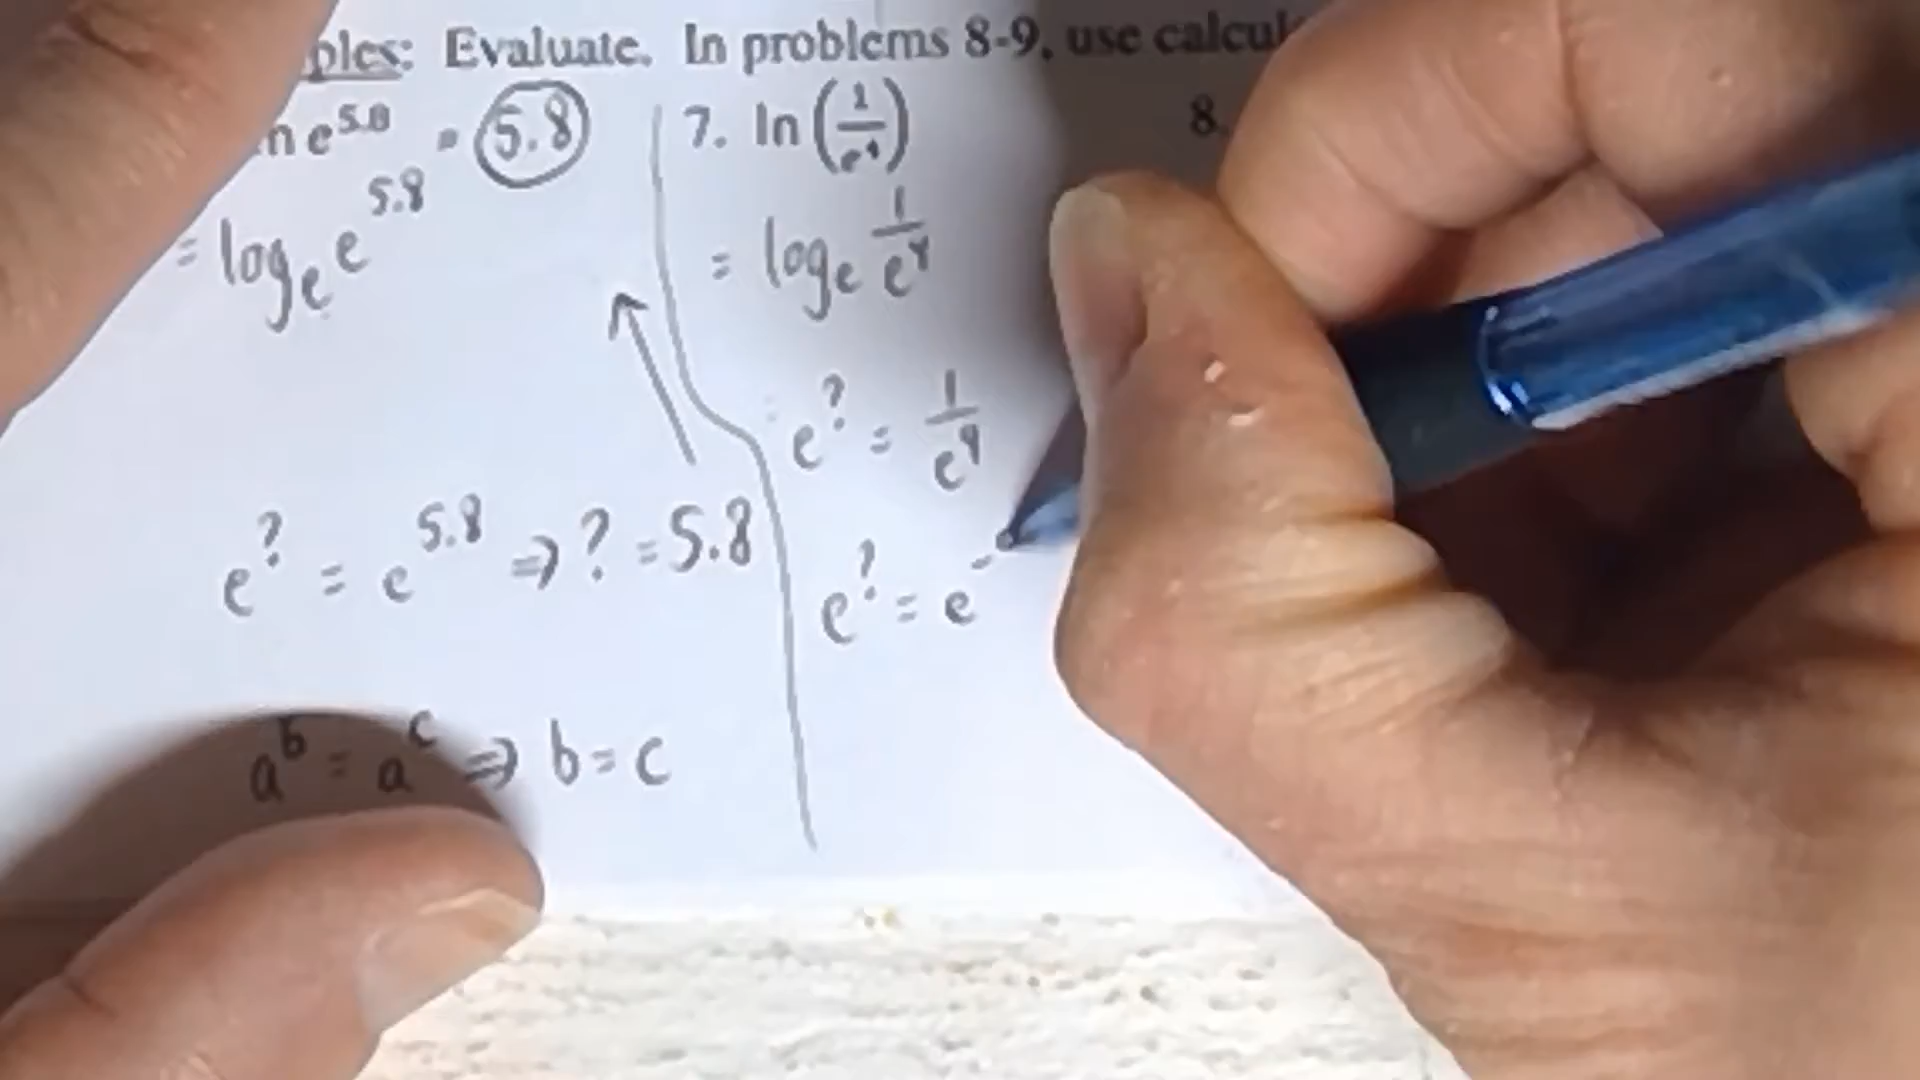 ples: Evaluate. In problems 8-9, use calcul
n e^5.8 = 5.8
= log_e e^5.8
e^? = e^5.8 ⇒ ? = 5.8
a^b = a^c ⇒ b = c
7. ln(1/e^4)
= log_e 1/e^4
e^? = 1/e^4
e^? = e^-
8.